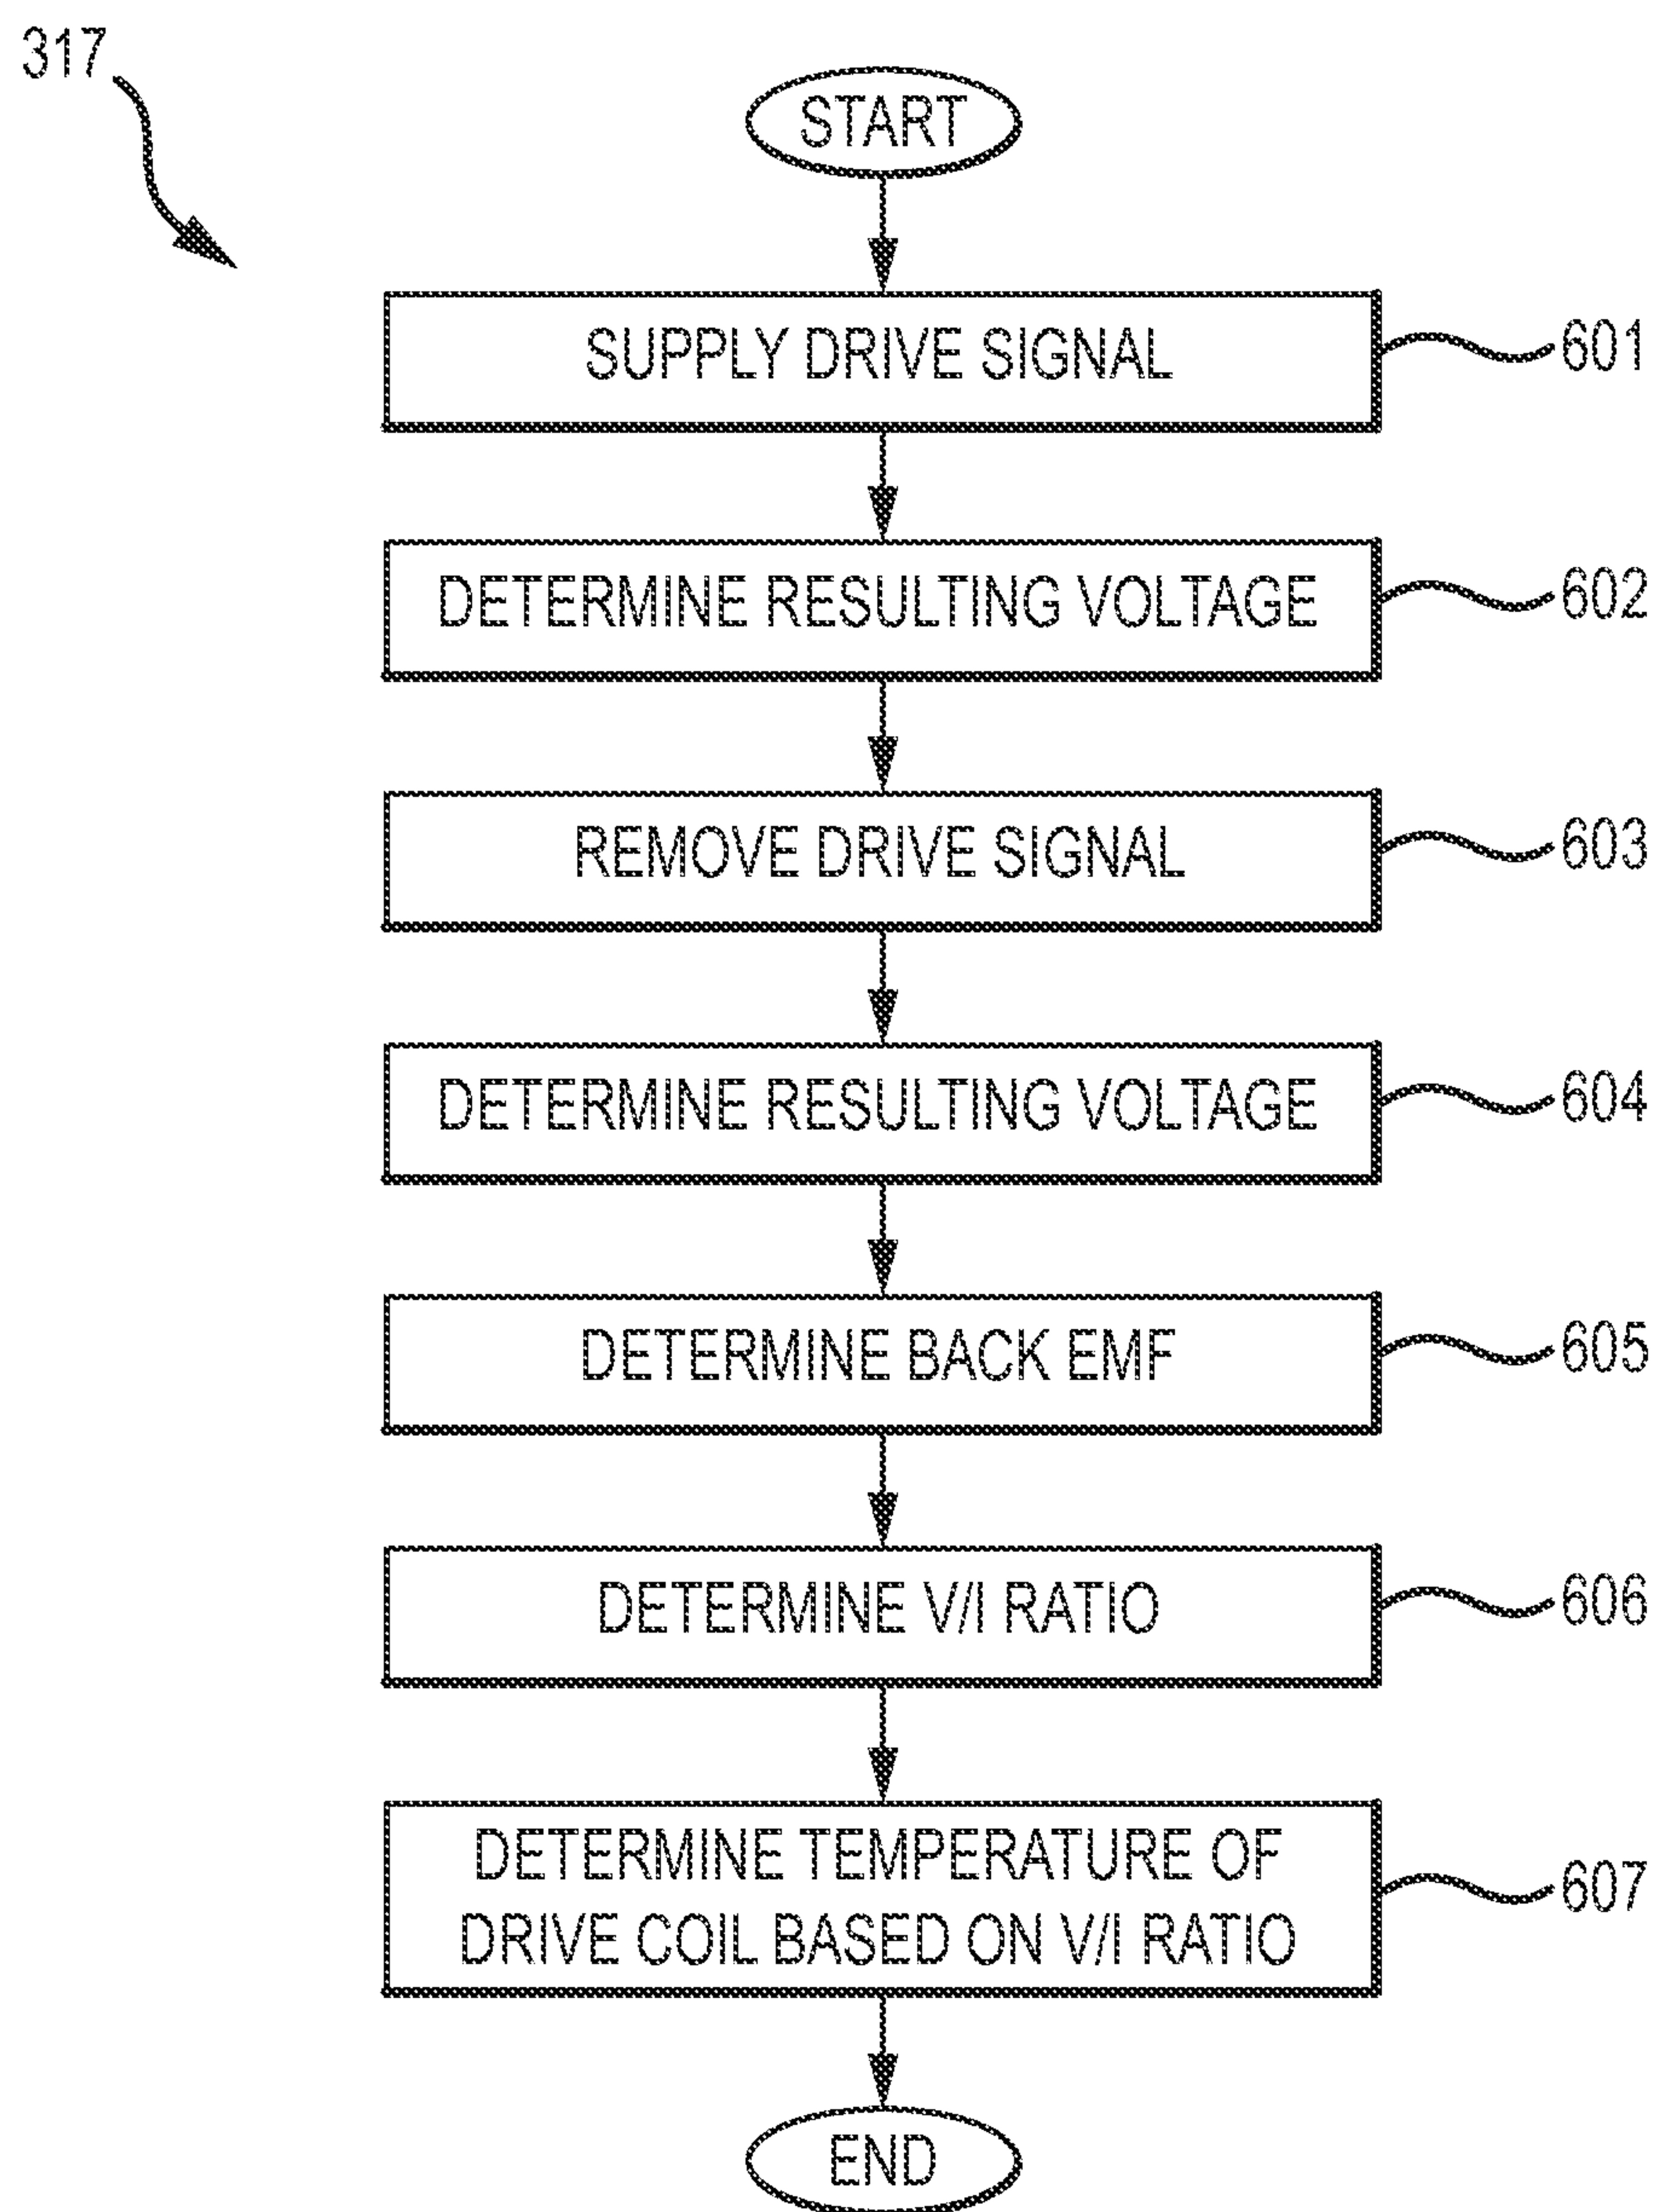 317
START
SUPPLY DRIVE SIGNAL
601
DETERMINE RESULTING VOLTAGE
602
REMOVE DRIVE SIGNAL
603
DETERMINE RESULTING VOLTAGE
604
DETERMINE BACK EMF
605
DETERMINE V/I RATIO
606
DETERMINE TEMPERATURE OF
DRIVE COIL BASED ON V/I RATIO
607
END